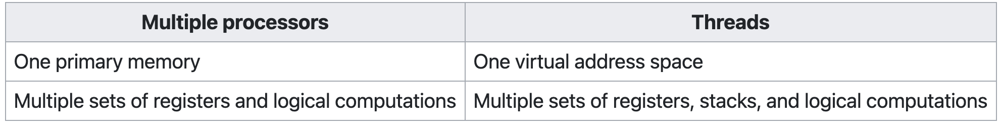 Multiple processors
Threads
One primary memory
One virtual address space
Multiple sets of registers and logical computations
Multiple sets of registers, stacks, and logical computations